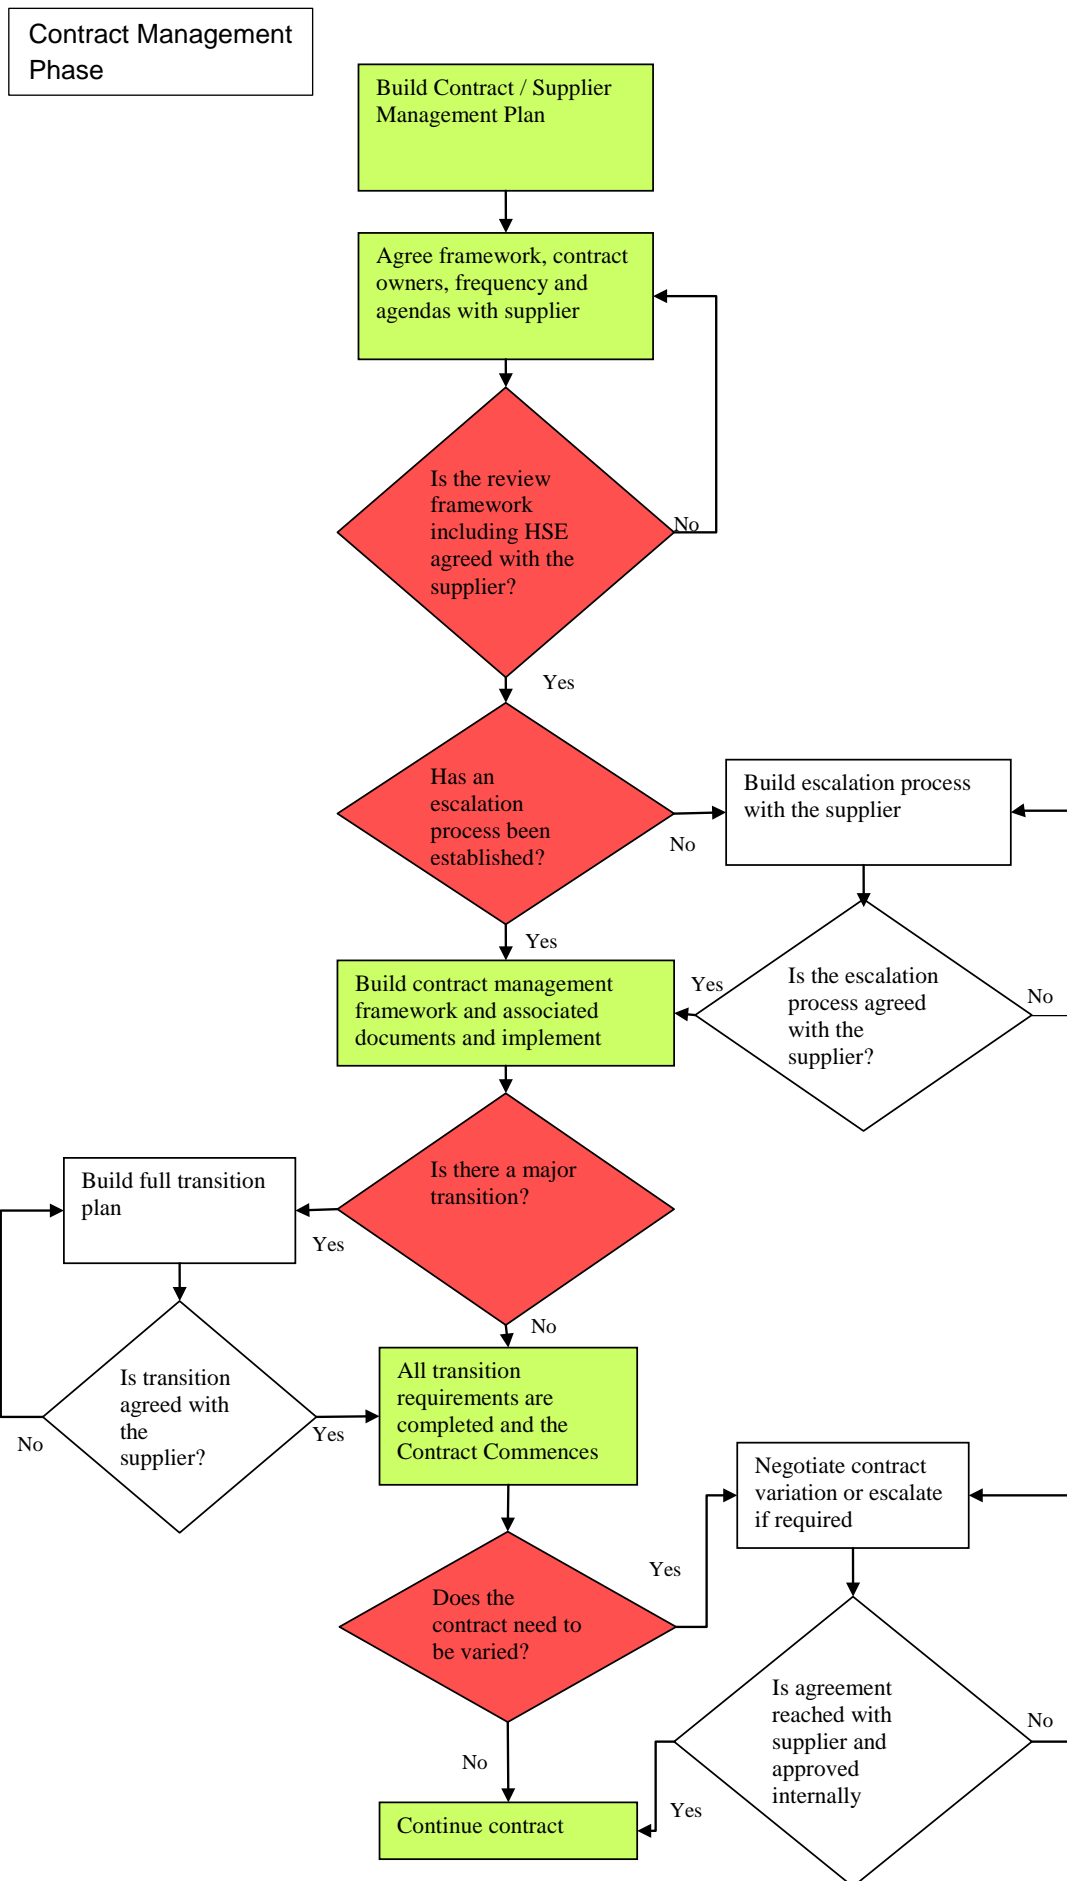 Contract Management
Phase
Build Contract / Supplier
Management Plan
Agree framework, contract
owners, frequency and
agendas with supplier
Is the review
framework
including HSE
agreed with the
supplier?
No
Yes
Has an
escalation
process been
established?
No
Build escalation process
with the supplier
Yes
Build contract management
framework and associated
documents and implement
Yes
Is the escalation
process agreed
with the
supplier?
No
Is there a major
transition?
Yes
Build full transition
plan
No
Is transition
agreed with
the
supplier?
No
Yes
All transition
requirements are
completed and the
Contract Commences
Negotiate contract
variation or escalate
if required
Does the
contract need to
be varied?
Yes
No
Is agreement
reached with
supplier and
approved
internally
No
Yes
Continue contract